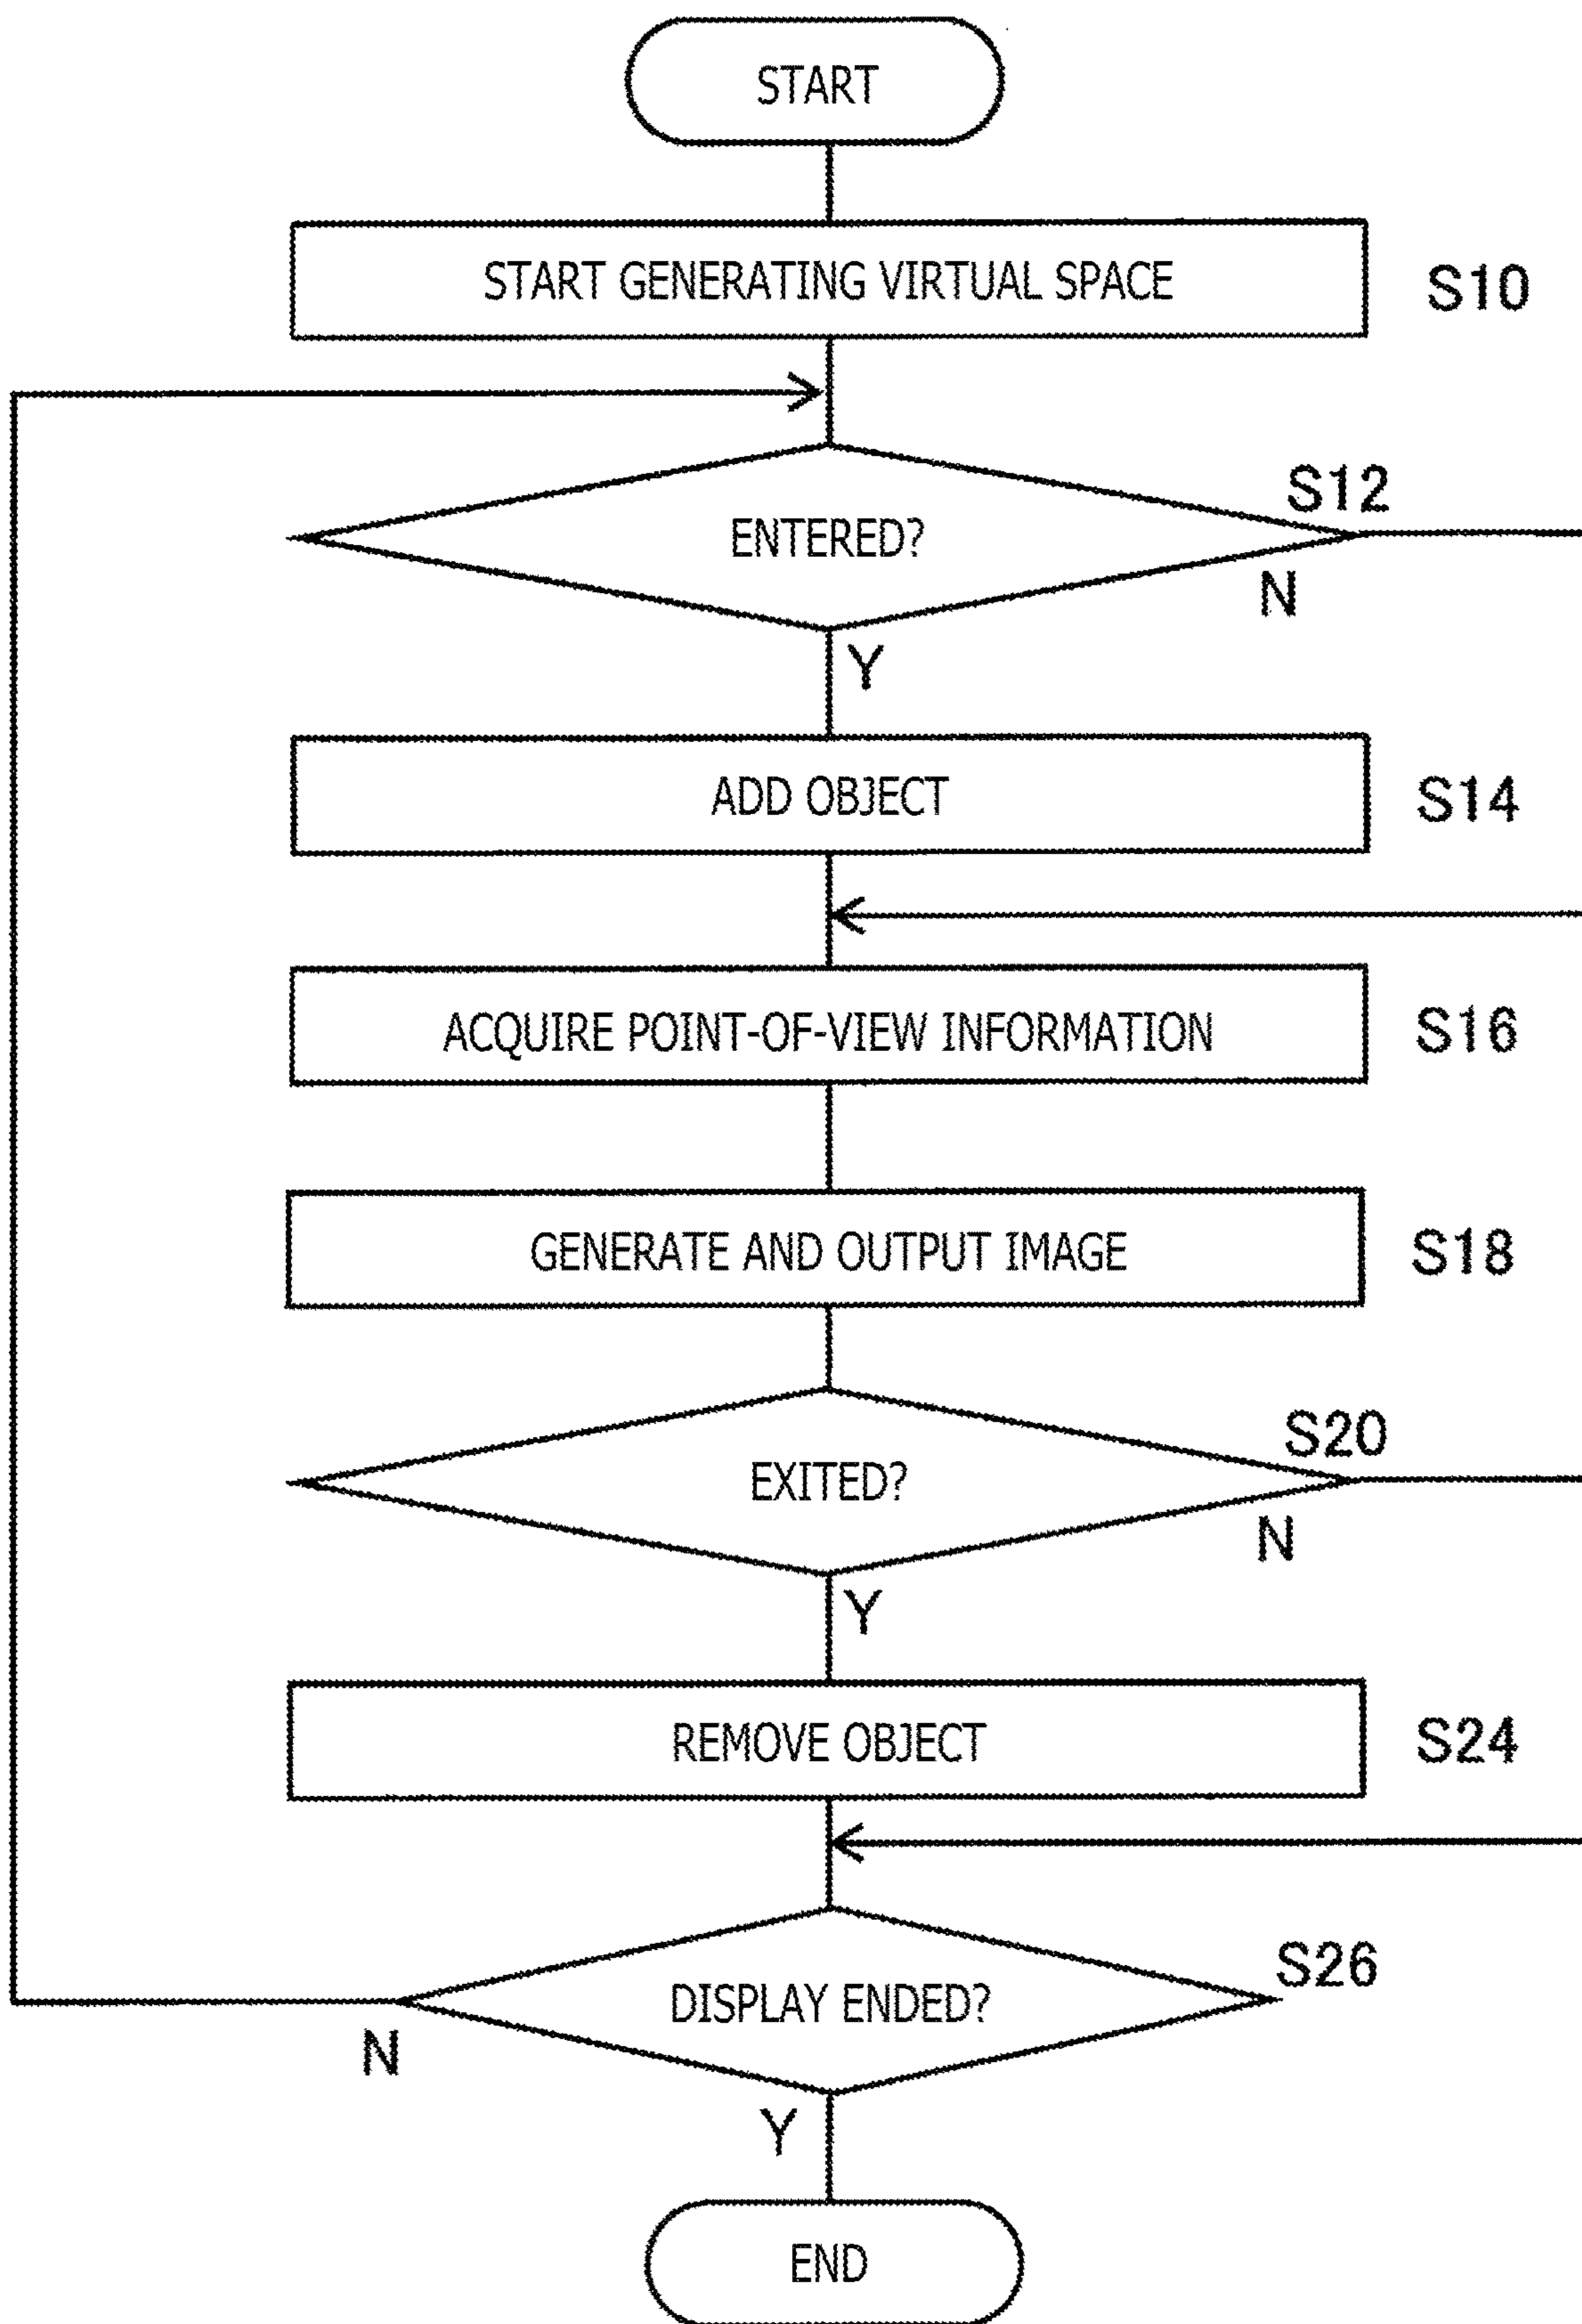 START
START GENERATING VIRTUAL SPACE
S10
S12
ENTERED?
N
Y
ADD OBJECT
S14
ACQUIRE POINT-OF-VIEW INFORMATION
S16
GENERATE AND OUTPUT IMAGE
S18
S20
EXITED?
N
Y
REMOVE OBJECT
S24
S26
DISPLAY ENDED?
N
Y
END